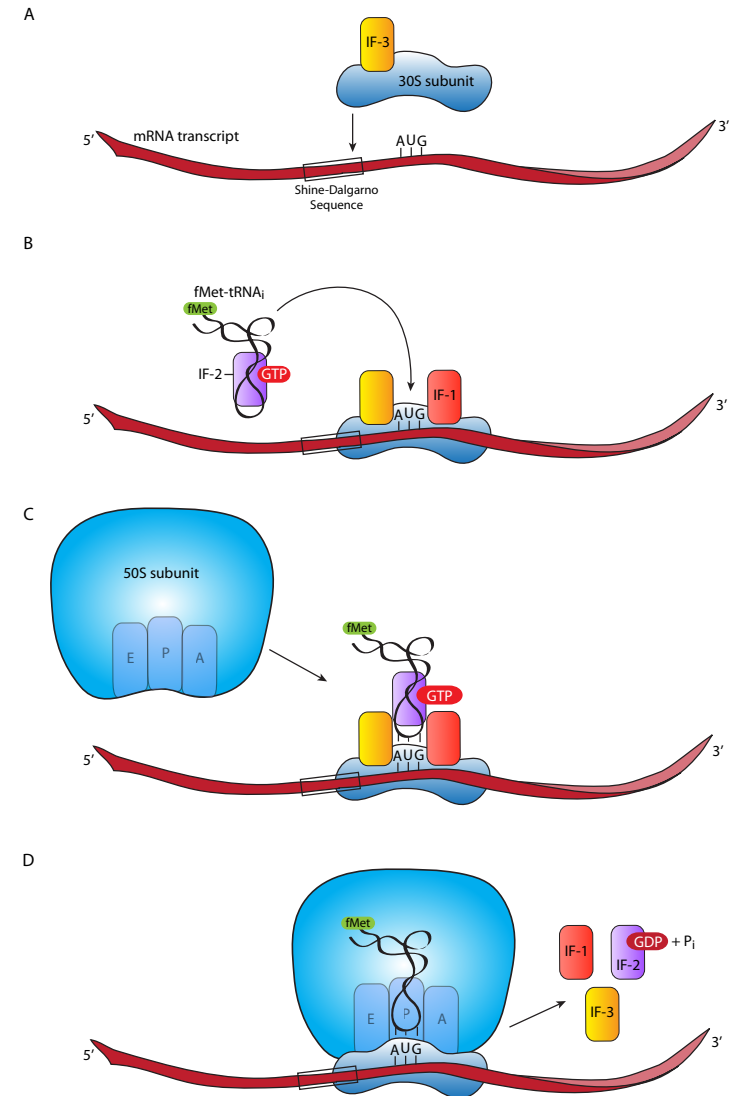 A
IF-3
30S subunit
5’
mRNA transcript
AUG
3’
Shine-Dalgarno
Sequence
B
fMet-tRNAi
fMet
IF-2
GTP
IF-1
AUG
5’
3’
C
50S subunit
E
P
A
fMet
GTP
AUG
5’
3’
D
fMet
IF-1
GDP + Pi
IF-2
IF-3
E
P
A
AUG
5’
3’